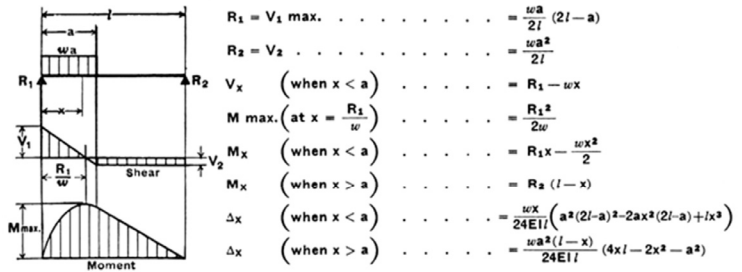 l
a
wa
R₁
R₂
x
V₁
V₂
Shear
R₁/w
M max.
Moment
R₁ = V₁ max. . . . . . . . . . = wa/2l (2l—a)
R₂ = V₂ . . . . . . . . . . . = wa²/2l
Vx (when x < a) . . . . . = R₁ — wx
M max. (at x = R₁/w) . . . . . = R₁²/2w
Mx (when x < a) . . . . . = R₁x — wx²/2
Mx (when x > a) . . . . . = R₂ (l — x)
Δx (when x < a) . . . . . = wx/24EIl (a²(2l—a)²—2ax²(2l—a)+lx³)
Δx (when x > a) . . . . . = wa²(l—x)/24EIl (4xl — 2x² — a²)